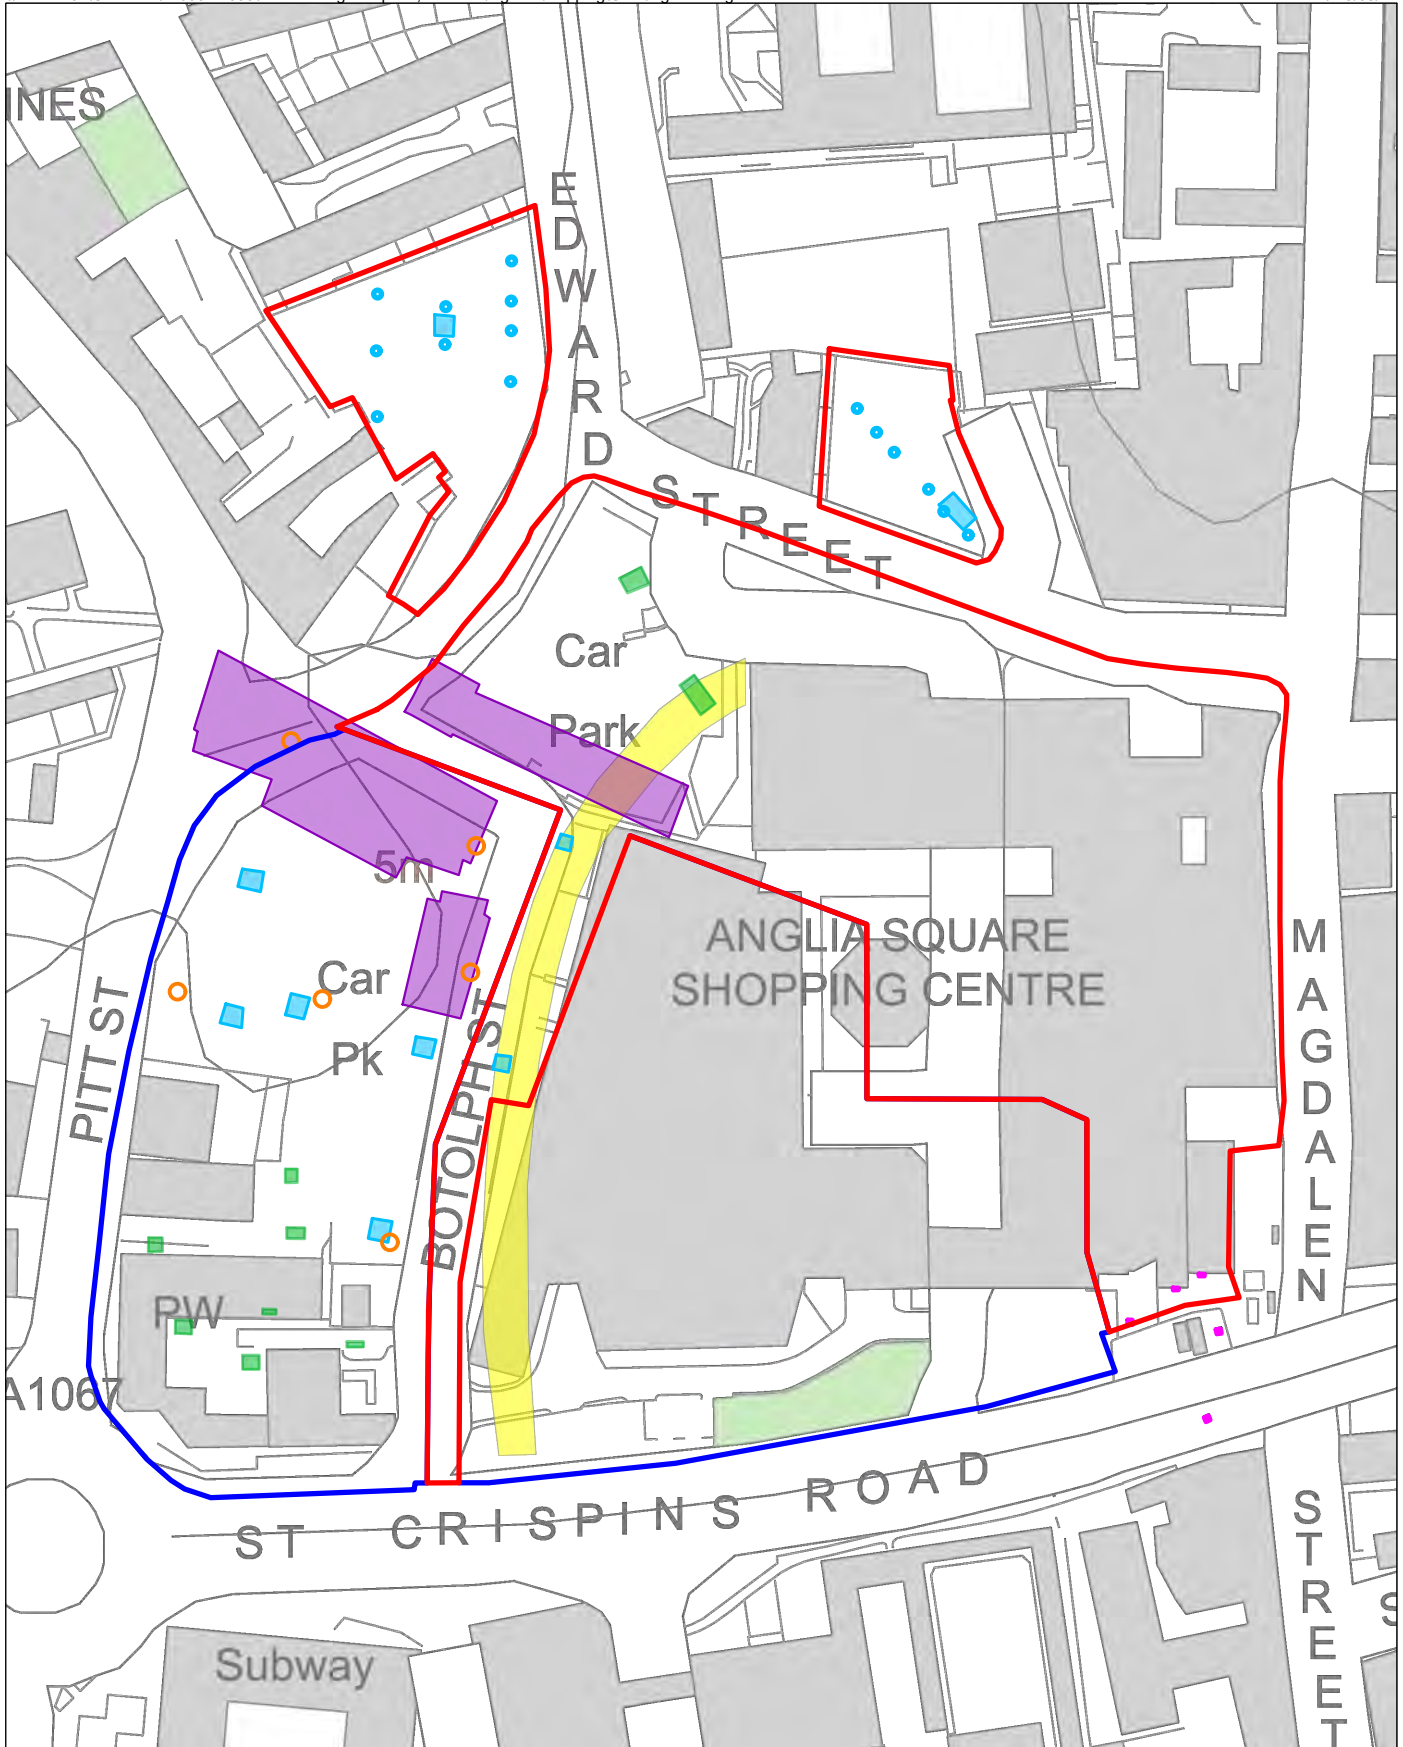 INES
EDWARD
STREET
Car
Park
5m
Car
Pk
ANGLIA SQUARE
SHOPPING CENTRE
PITT ST
BOTOLPH ST
MAGDALEN
PW
A1067
ST CRISPINS ROAD
STREET
S
Subway